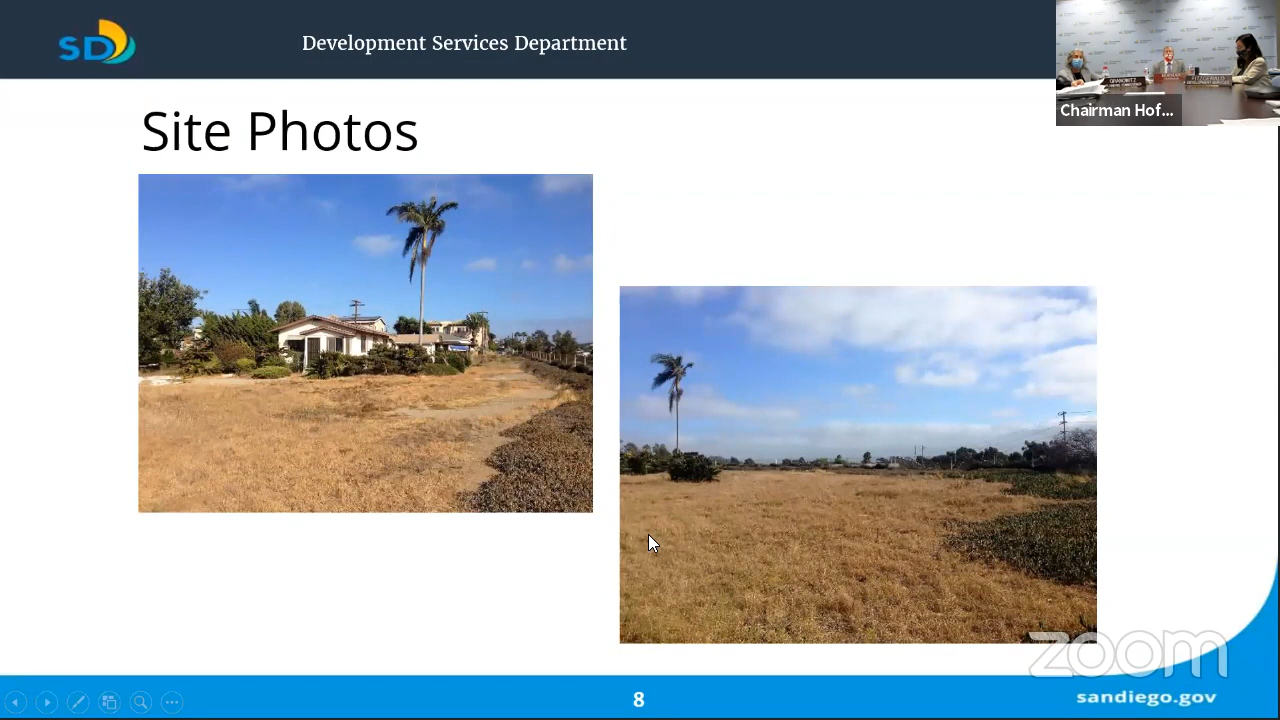 SD
Development Services Department
Chairman Hof...
Site Photos
zoom
8
sandiego.gov